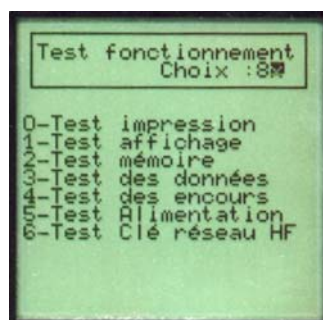 Test fonctionnement
Choix :8
0-Test impression
1-Test affichage
2-Test mémoire
3-Test des données
4-Test des encours
5-Test Alimentation
6-Test Clé réseau HF